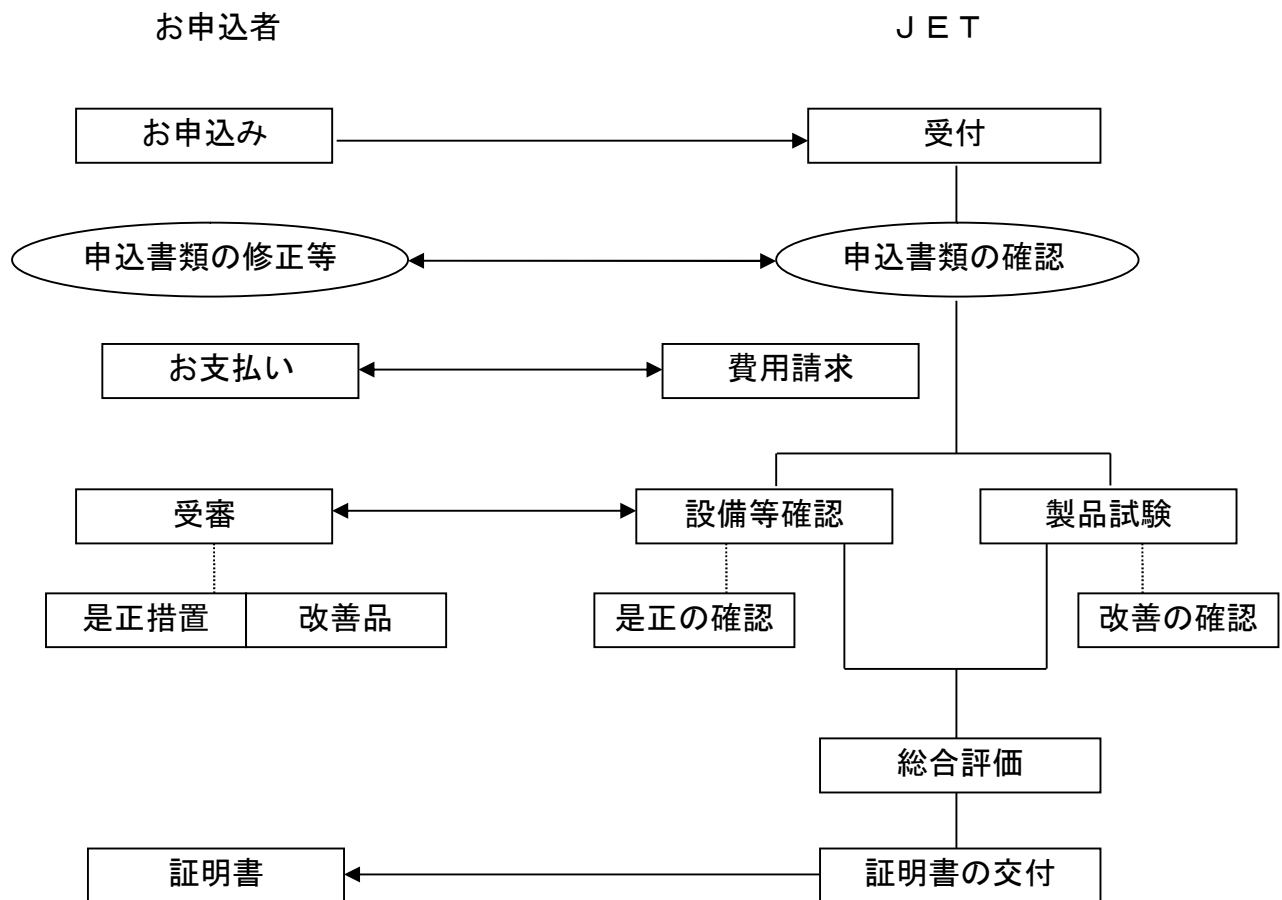 お申込者
ＪＥＴ
お申込み
受付
申込書類の修正等
申込書類の確認
お支払い
費用請求
受審
設備等確認
製品試験
是正措置
改善品
是正の確認
改善の確認
総合評価
証明書
証明書の交付